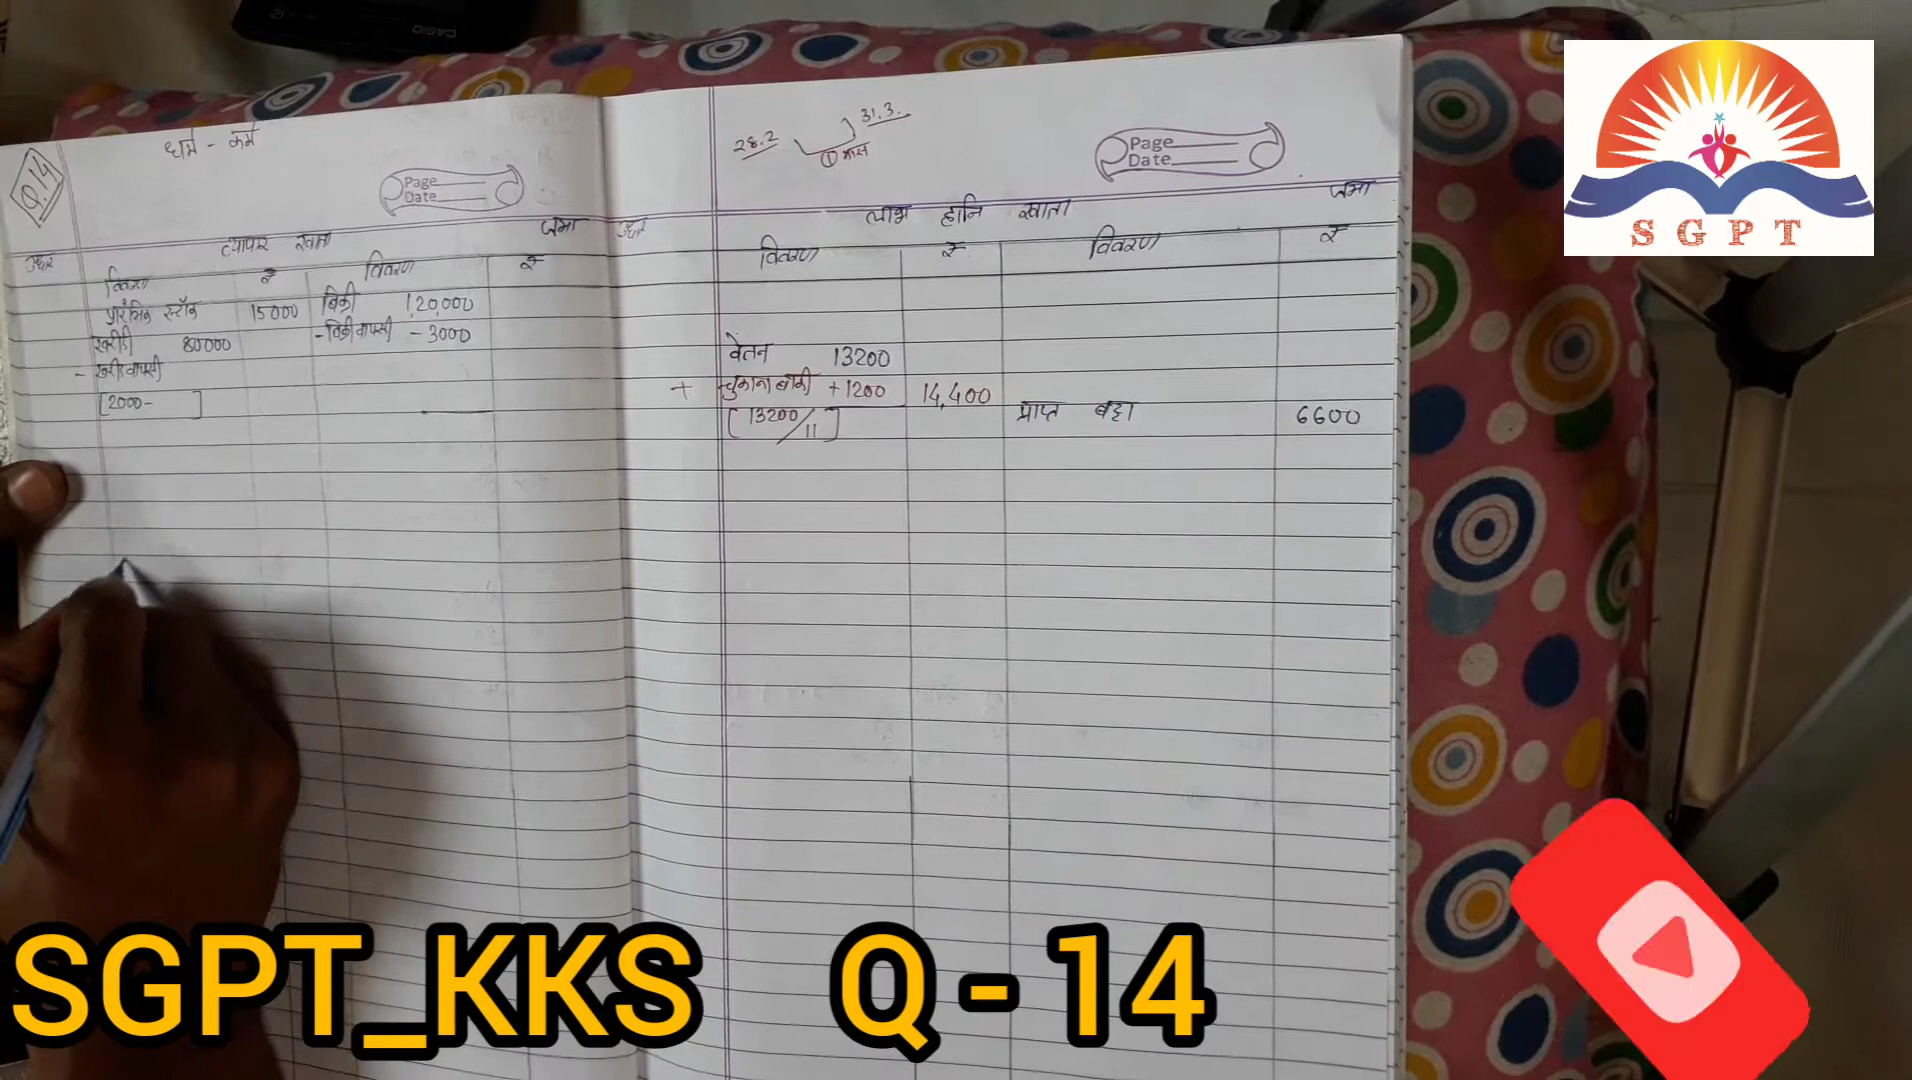 CASIO
Q.14
धर्म - कर्म
Page
Date
व्यापार खाता
उधार
जमा
विवरण ₹ विवरण ₹
प्रारंभिक स्टॉक 15000 बिक्री 1,20,000
खरीदी 80000 - बिक्री वापसी - 3000
- खरीद वापसी
[2000- ]
28.2 31.3.
① मास
Page
Date
लाभ हानि खाता
उधार
जमा
विवरण ₹ विवरण ₹
वेतन 13200
+ चुकाना बाकी +1200 14,400
[13200/11] प्राप्त बट्टा 6600
SGPT
SGPT_KKS Q - 14